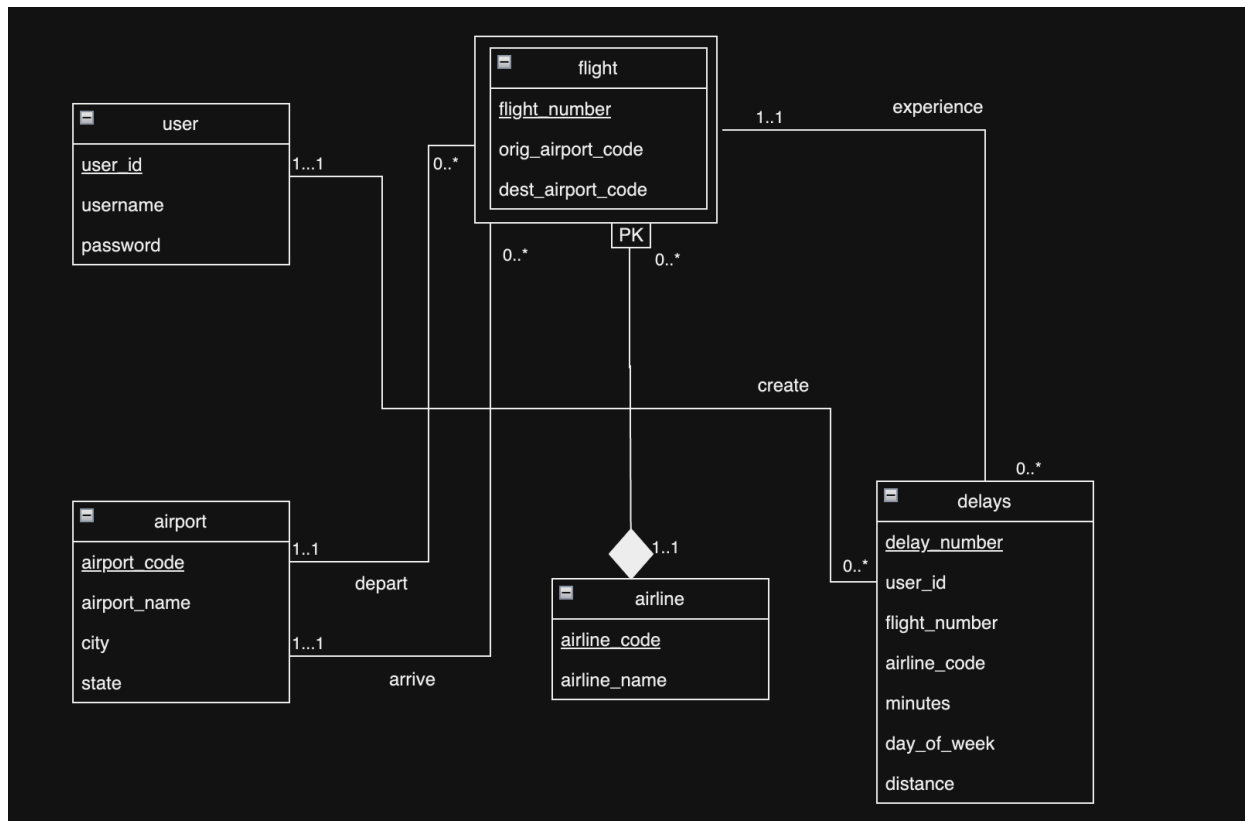 flight
flight_number
orig_airport_code
dest_airport_code
PK
user
user_id
username
password
1...1
0..*
0..*
0..*
1..1
experience
create
airport
airport_code
airport_name
city
state
1..1
depart
1...1
arrive
1..1
airline
airline_code
airline_name
0..*
0..*
delays
delay_number
user_id
flight_number
airline_code
minutes
day_of_week
distance